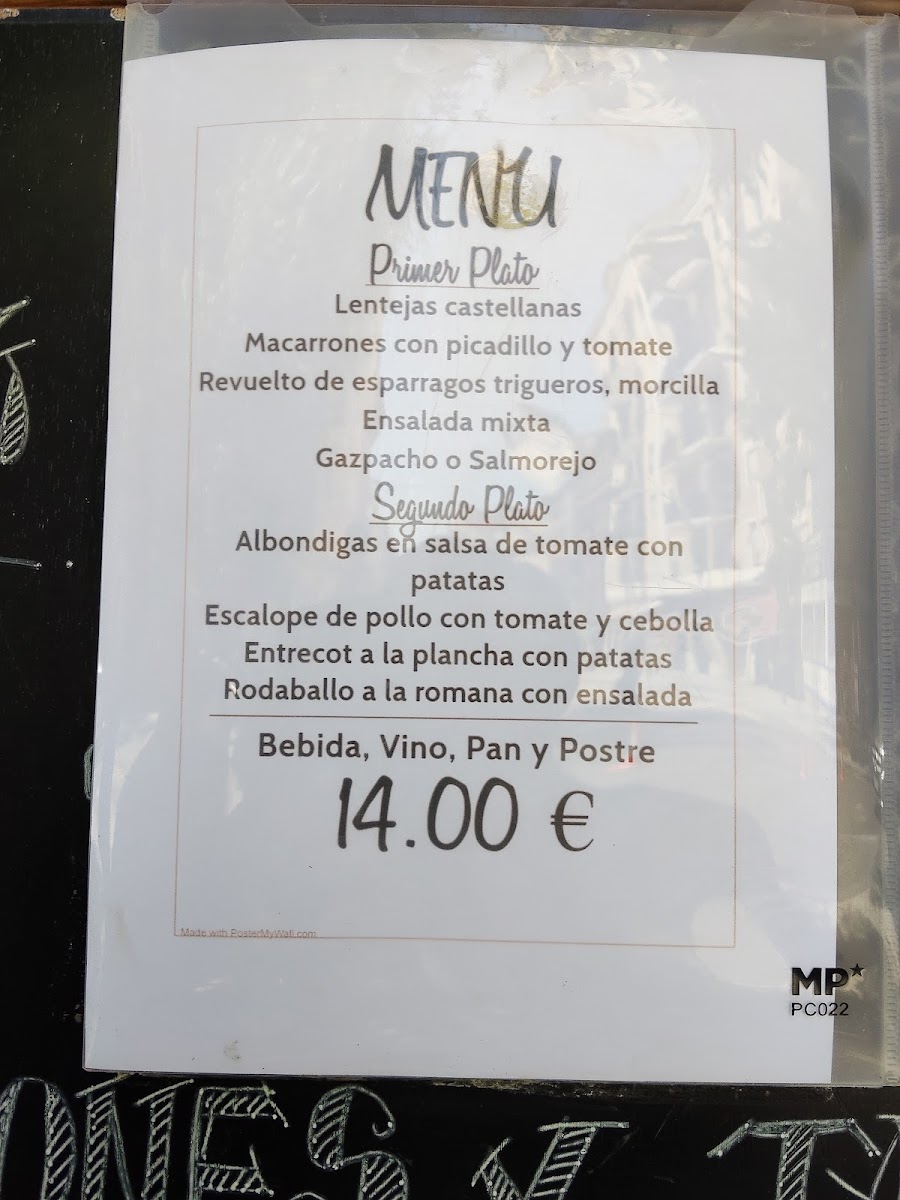 MENU
Primer Plato
Lentejas castellanas
Macarrones con picadillo y tomate
Revuelto de esparragos trigueros, morcilla
Ensalada mixta
Gazpacho o Salmorejo
Segundo Plato
Albondigas en salsa de tomate con
patatas
Escalope de pollo con tomate y cebolla
Entrecot a la plancha con patatas
Rodaballo a la romana con ensalada
Bebida, Vino, Pan y Postre
14.00 €
Made with PosterMyWall.com
MP
PC022
ONES Y